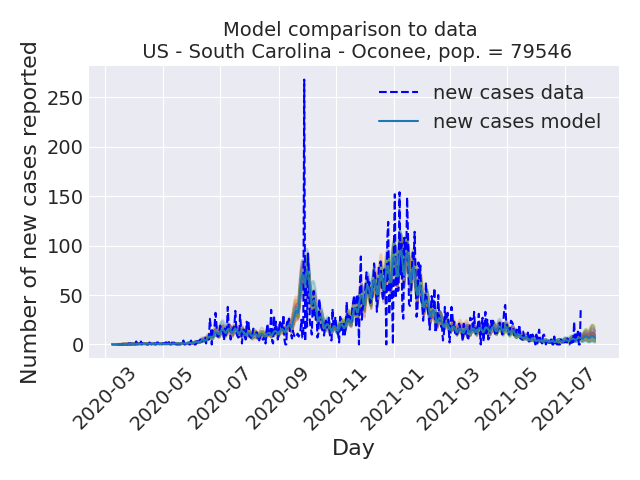 Model comparison to data
US - South Carolina - Oconee, pop. = 79546
Number of new cases reported
250
200
150
100
50
0
new cases data
new cases model
2020-03
2020-05
2020-07
2020-09
2020-11
2021-01
2021-03
2021-05
2021-07
Day